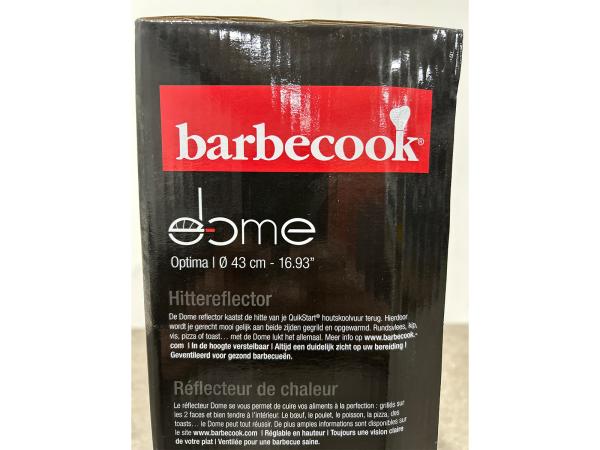 barbecook®
dome
Optima | Ø 43 cm - 16.93”
Hittereflector
De Dome reflector kaatst de hitte van je QuikStart® houtskoolvuur terug. Hierdoor
wordt je gerecht mooi gelijk aan beide zijden gegrild en opgewarmd. Rundsvlees, kip,
vis, pizza of toast… met de Dome lukt het allemaal. Meer info op www.barbecook.-
com | In de hoogte verstelbaar | Altijd een duidelijk zicht op uw bereiding |
Geventileerd voor gezond barbecueën.
Réflecteur de chaleur
Le réflecteur Dome se vous permet de cuire vos aliments à la perfection : grillés sur
les 2 faces et bien tendre à l'intérieur. Le bœuf, le poulet, le poisson, la pizza, des
toasts… le Dome peut tout réussir. De plus amples informations sont disponibles sur
le site www.barbecook.com | Réglable en hauteur | Toujours une vision claire
de votre plat | Ventilée pour une barbecue saine.